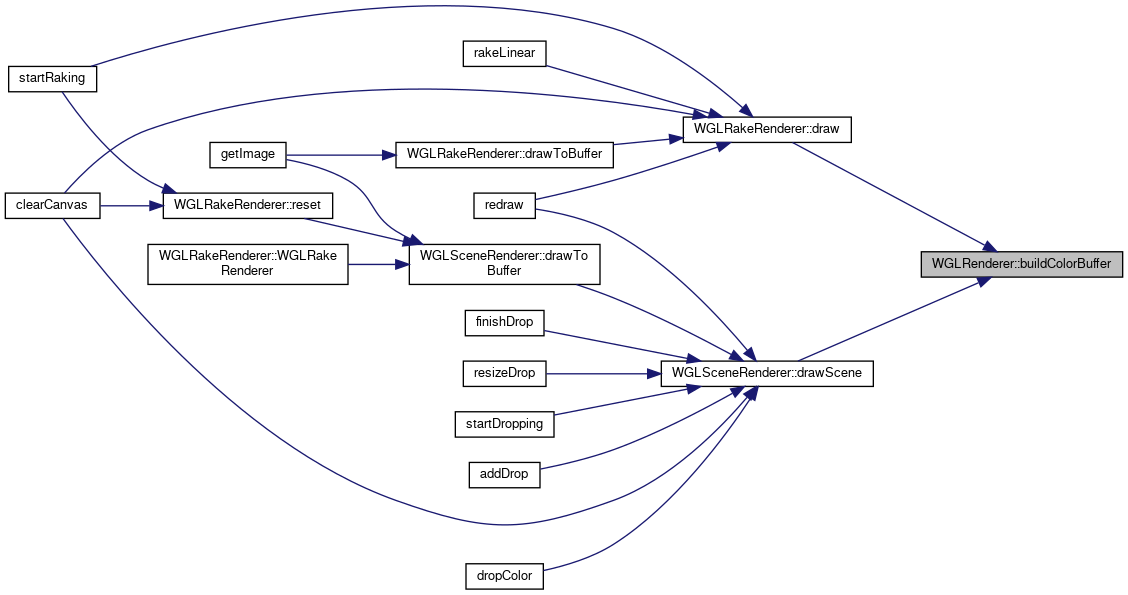 rakeLinear
startRaking
WGLRakeRenderer::draw
getImage
WGLRakeRenderer::drawToBuffer
clearCanvas
WGLRakeRenderer::reset
redraw
WGLRakeRenderer::WGLRake
Renderer
WGLSceneRenderer::drawTo
Buffer
WGLRenderer::buildColorBuffer
finishDrop
resizeDrop
WGLSceneRenderer::drawScene
startDropping
addDrop
dropColor